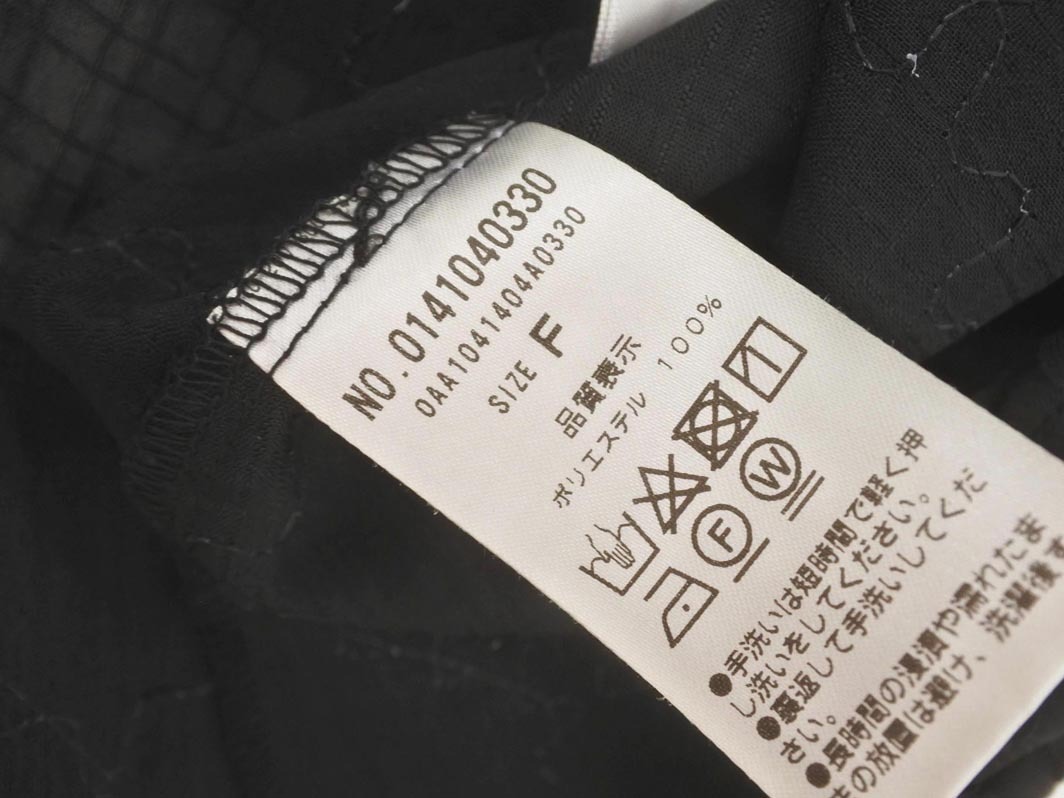 NO.0141040330
0AA1041404A0330
SIZE F
品質表示
ポリエステル 100%
F W
●手洗いは短時間で軽く押
し洗いをしてください。
●裏返して手洗いしてくだ
さい。
●長時間の浸漬や濡れたま
まの放置は避け、洗濯後す